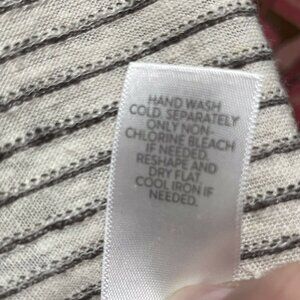 HAND WASH
COLD. SEPARATELY
ONLY NON-
CHLORINE BLEACH
IF NEEDED.
RESHAPE AND
DRY FLAT.
COOL IRON IF
NEEDED.